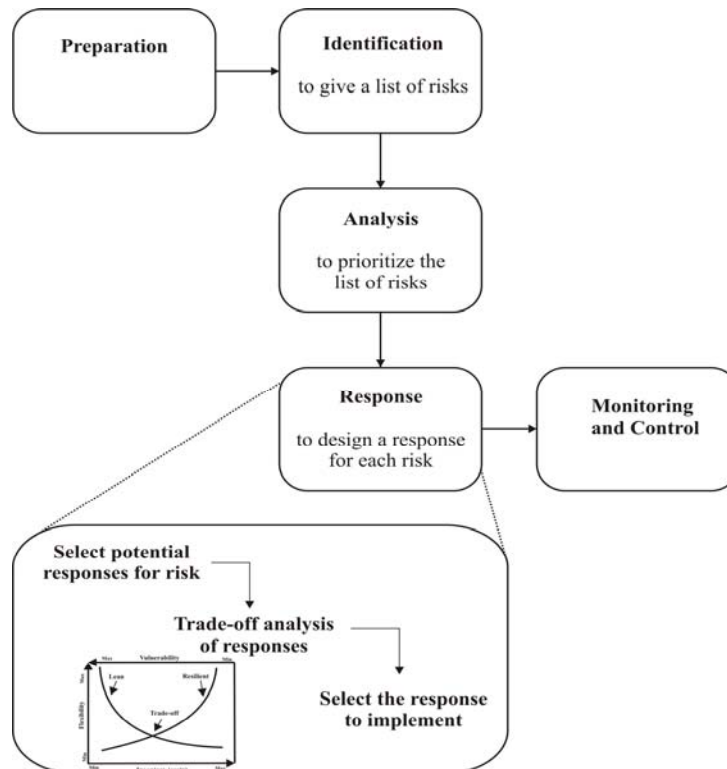 Preparation
Identification
to give a list of risks
Analysis
to prioritize the
list of risks
Response
to design a response
for each risk
Monitoring
and Control
Select potential
responses for risk
Trade-off analysis
of responses
Select the response
to implement
Max
Vulnerability
Min
Max
Lean
Resilient
Flexibility
Trade-off
Min